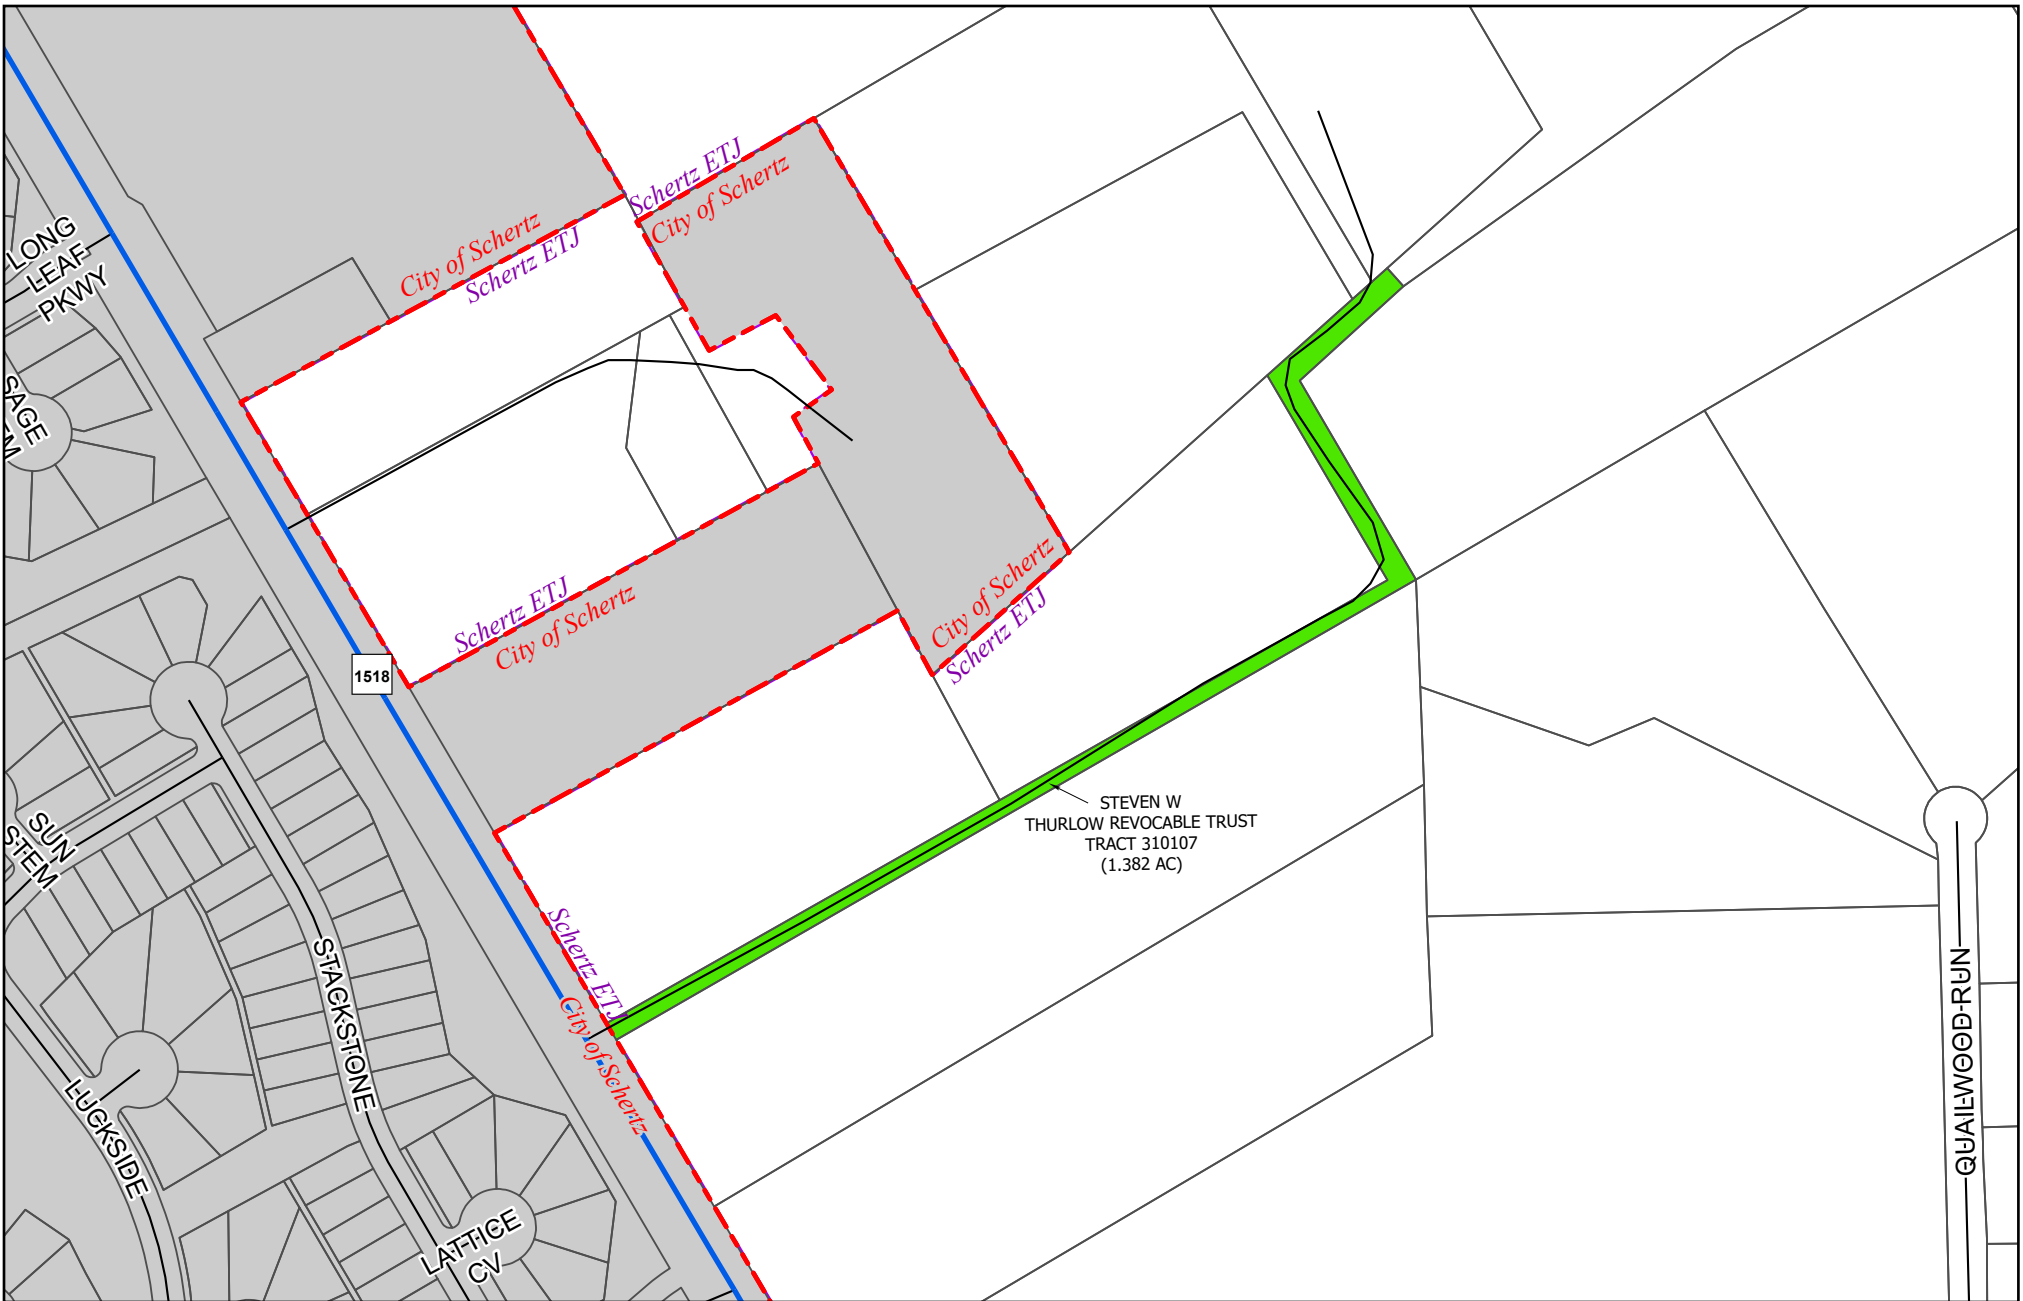 Schertz ETJ
City of Schertz
City of Schertz
Schertz ETJ
LONG
LEAF
PKWY
SAGE
Schertz ETJ
City of Schertz
City of Schertz
Schertz ETJ
1518
STEVEN W
THURLOW REVOCABLE TRUST
TRACT 310107
(1.382 AC)
SUN
STEM
Schertz ETJ
City of Schertz
STACKSTONE
LUCKSIDE
LATTICE
CV
QUAILWOOD RUN